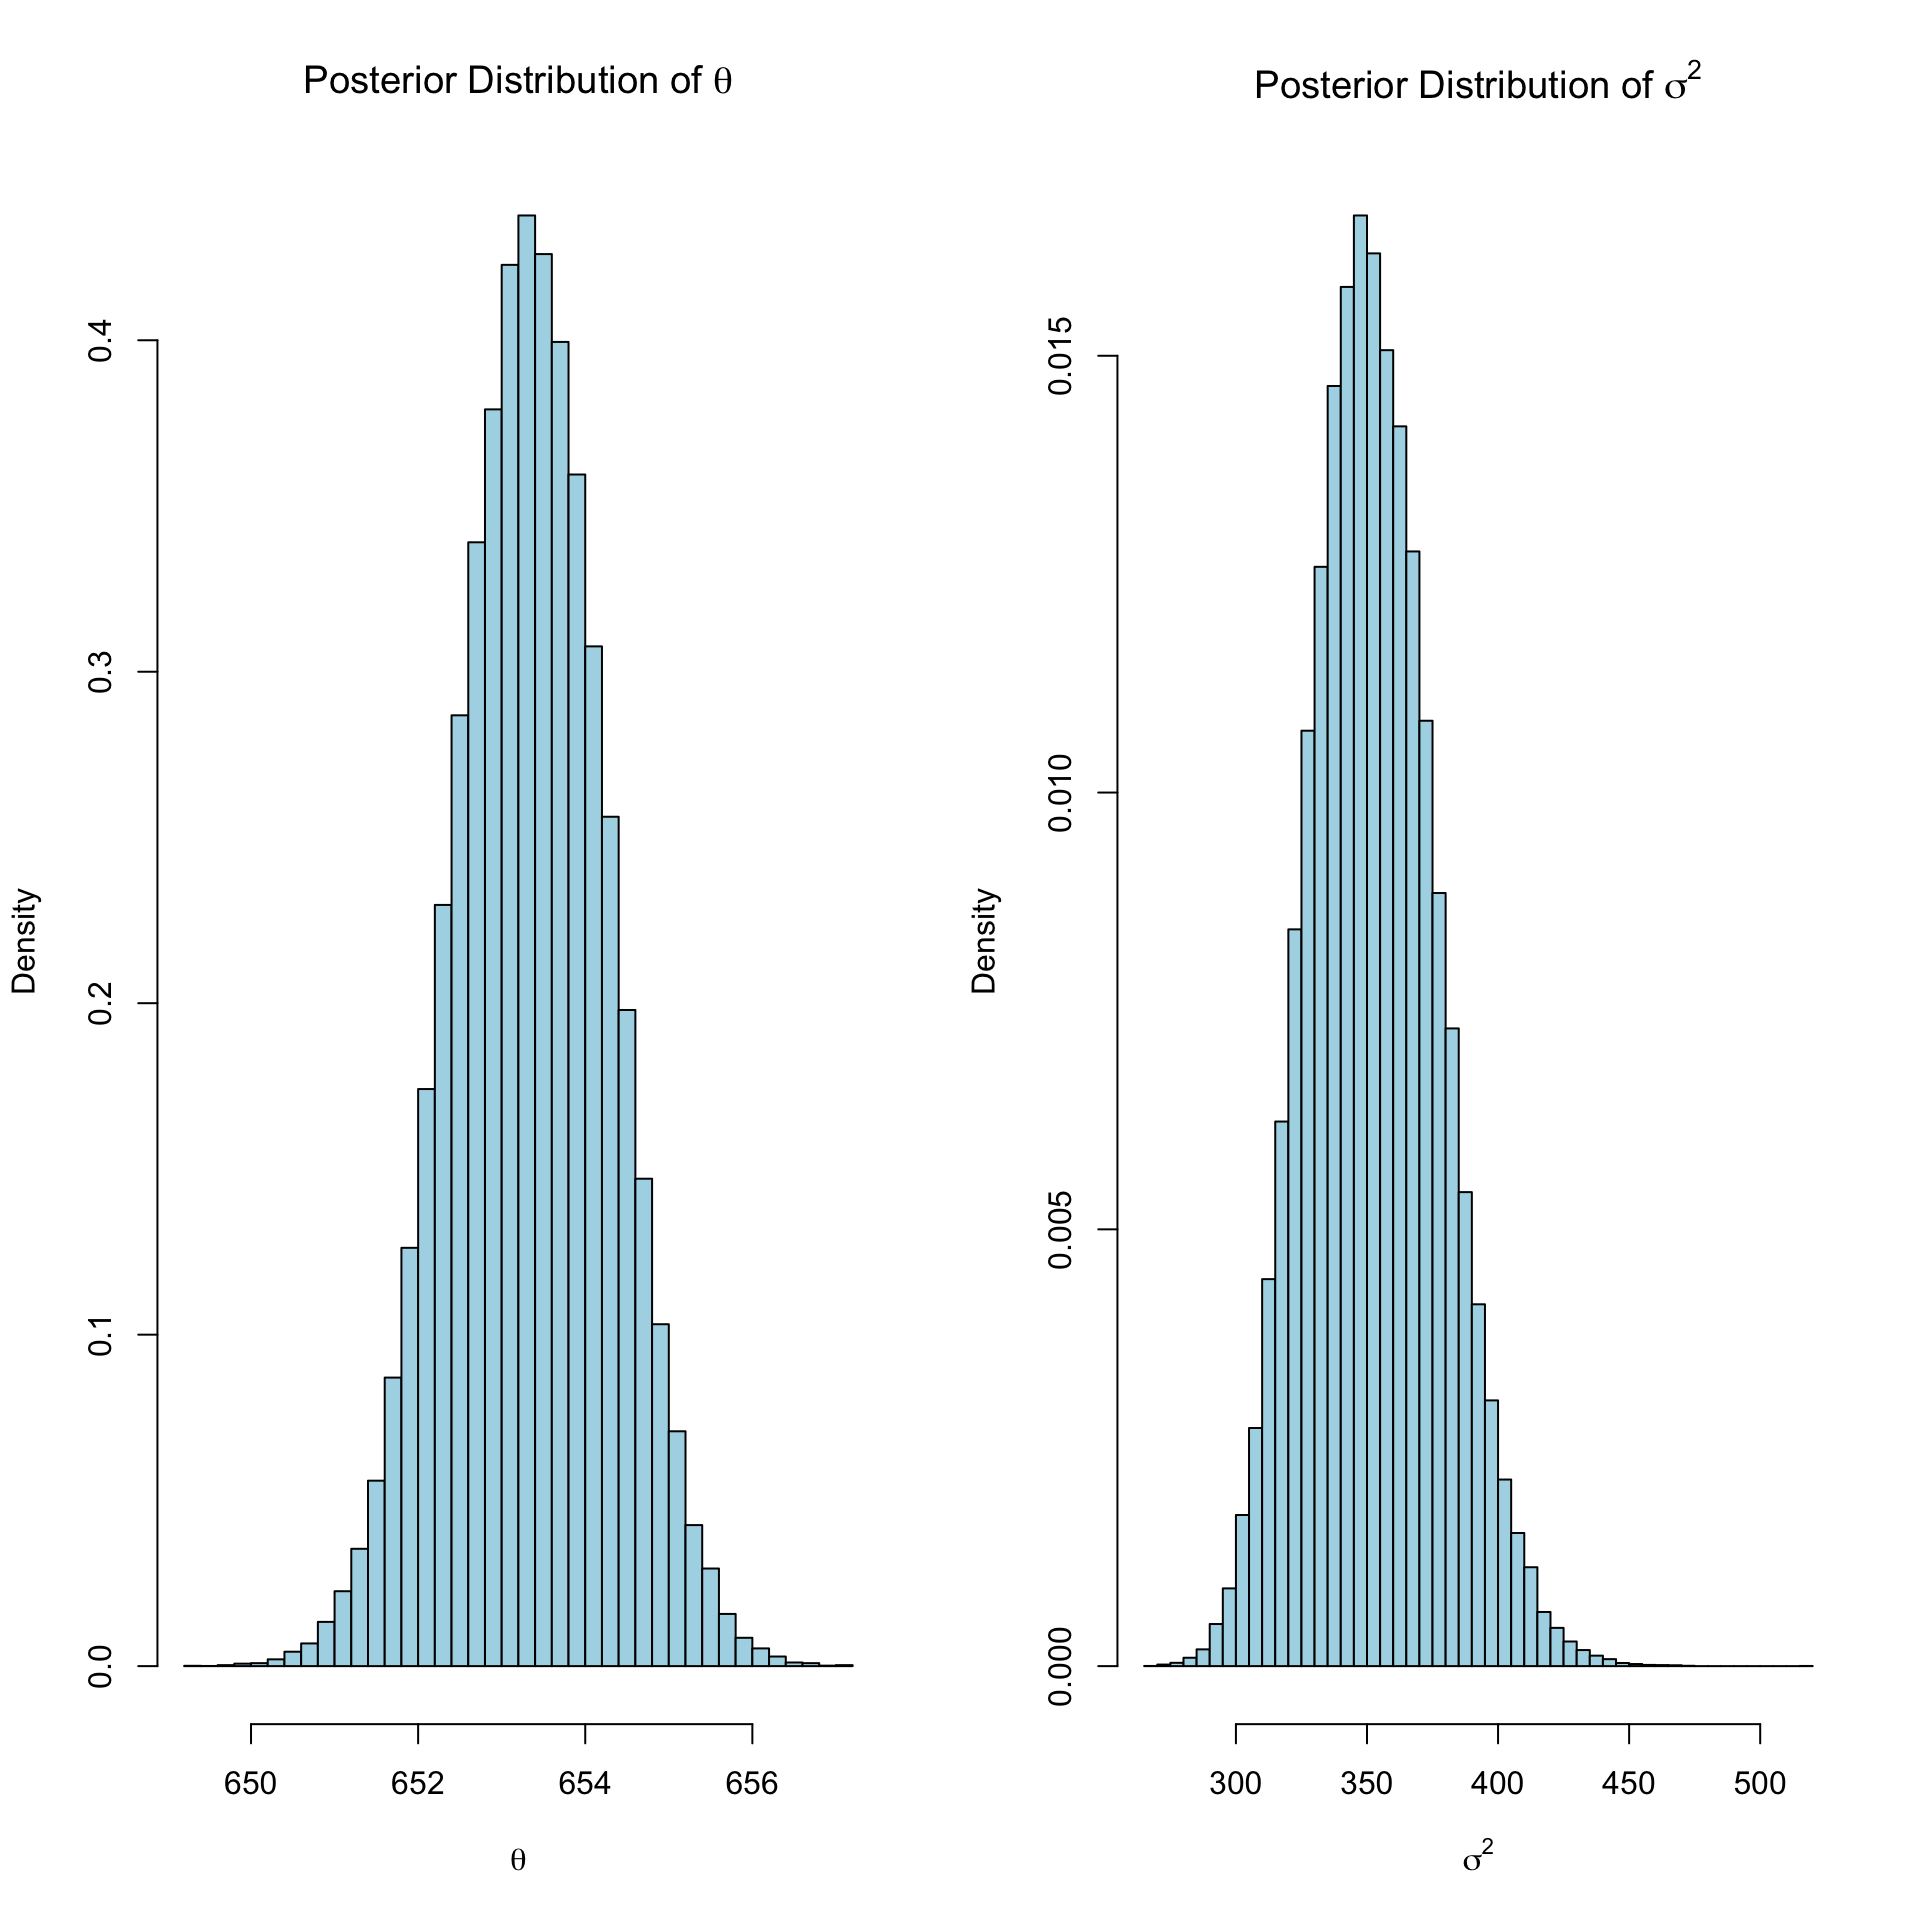 Posterior Distribution of θ
Density
0.4
0.3
0.2
0.1
0.0
650 652 654 656
θ
Posterior Distribution of σ²
Density
0.015
0.010
0.005
0.000
300 350 400 450 500
σ²